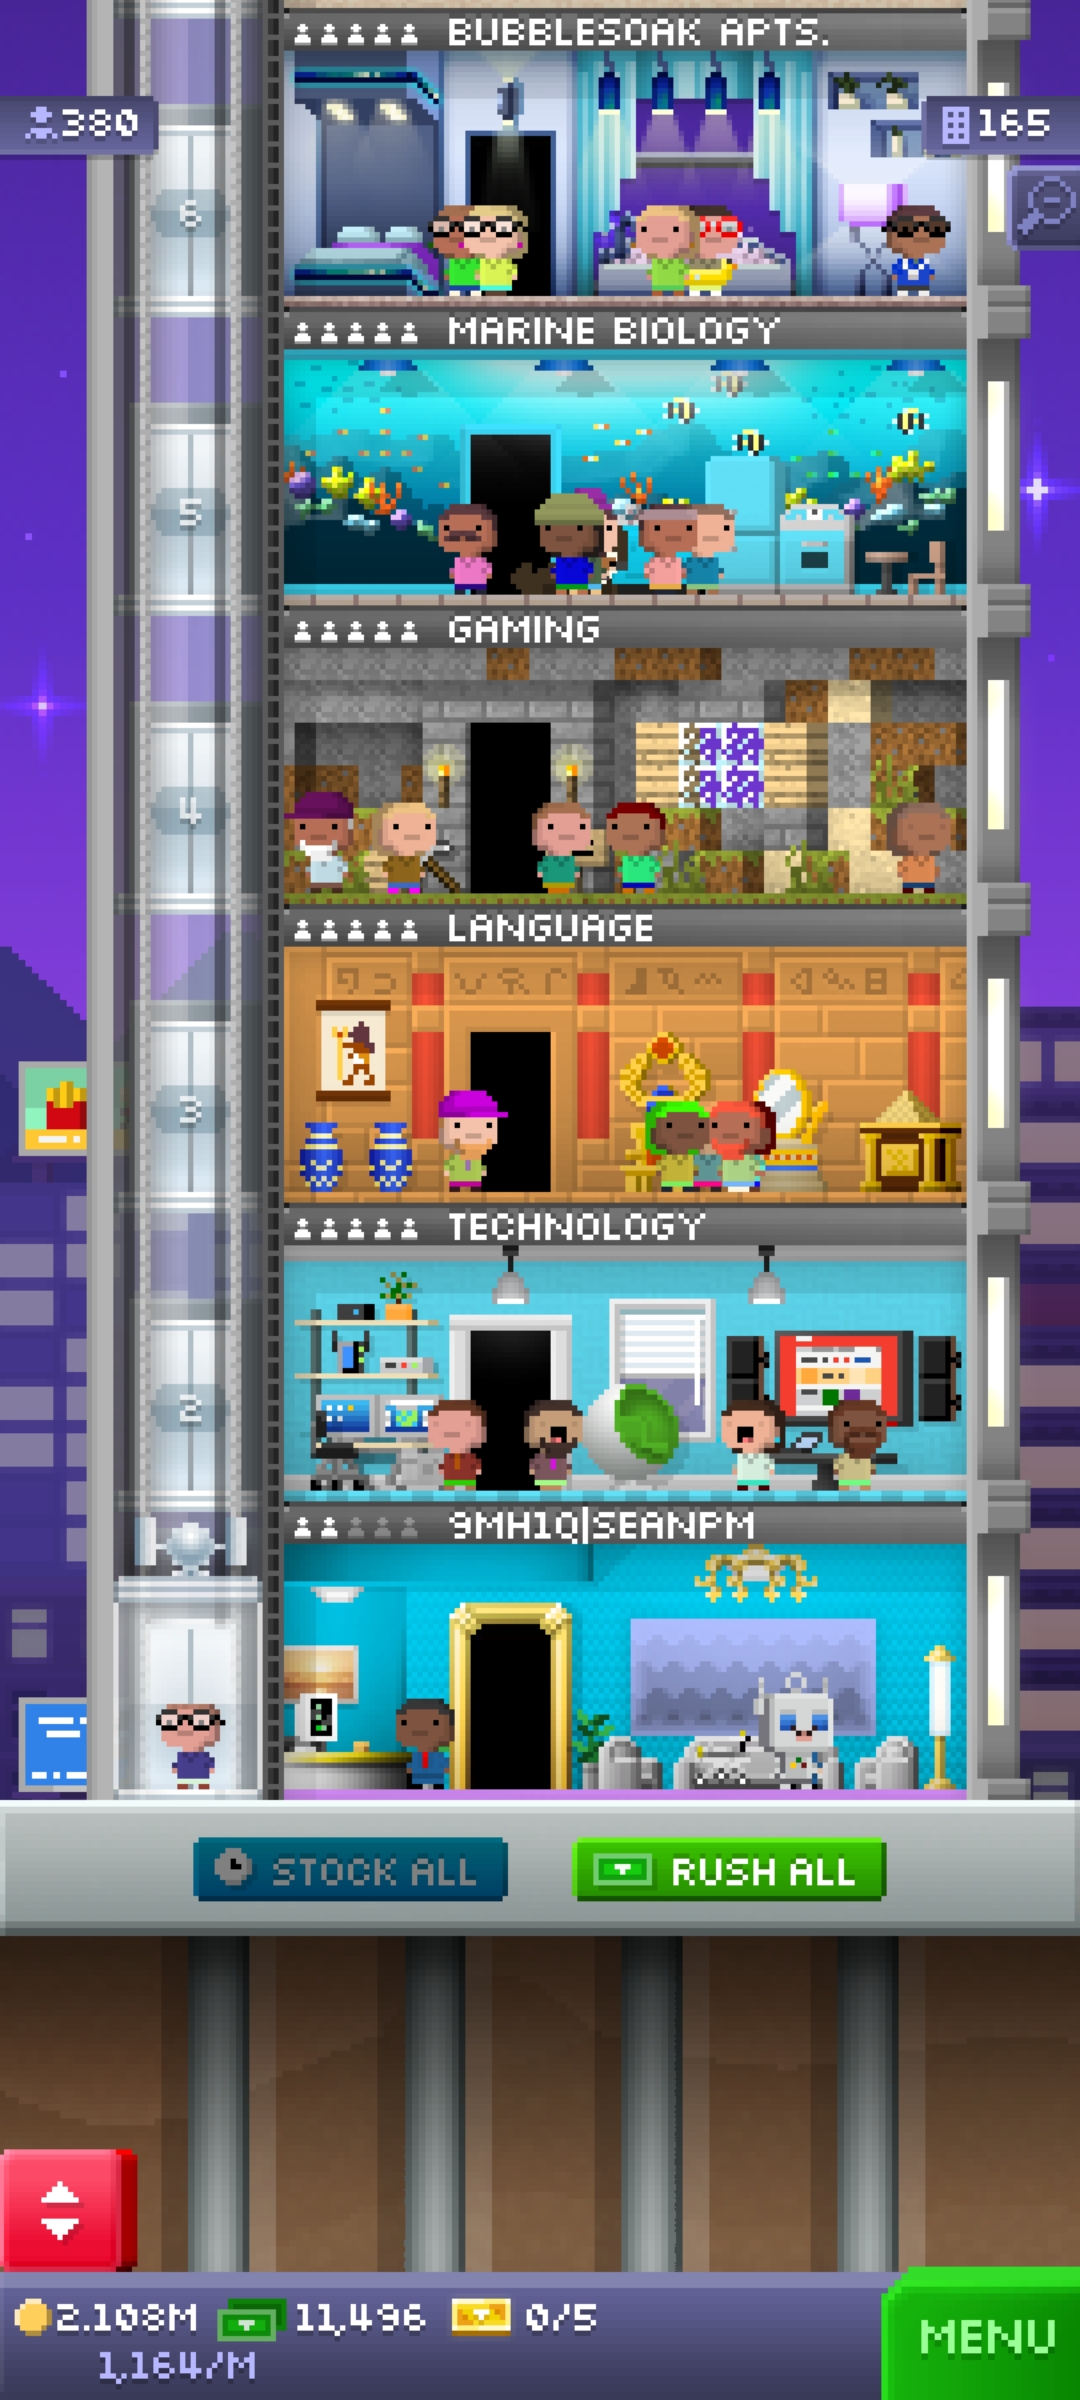 BUBBLESOAK APTS.
380
165
6
MARINE BIOLOGY
5
GAMING
4
LANGUAGE
3
TECHNOLOGY
2
9MH1Q|SEANPM
STOCK ALL
RUSH ALL
2.108M
11,496
0/5
MENU
1,164/M